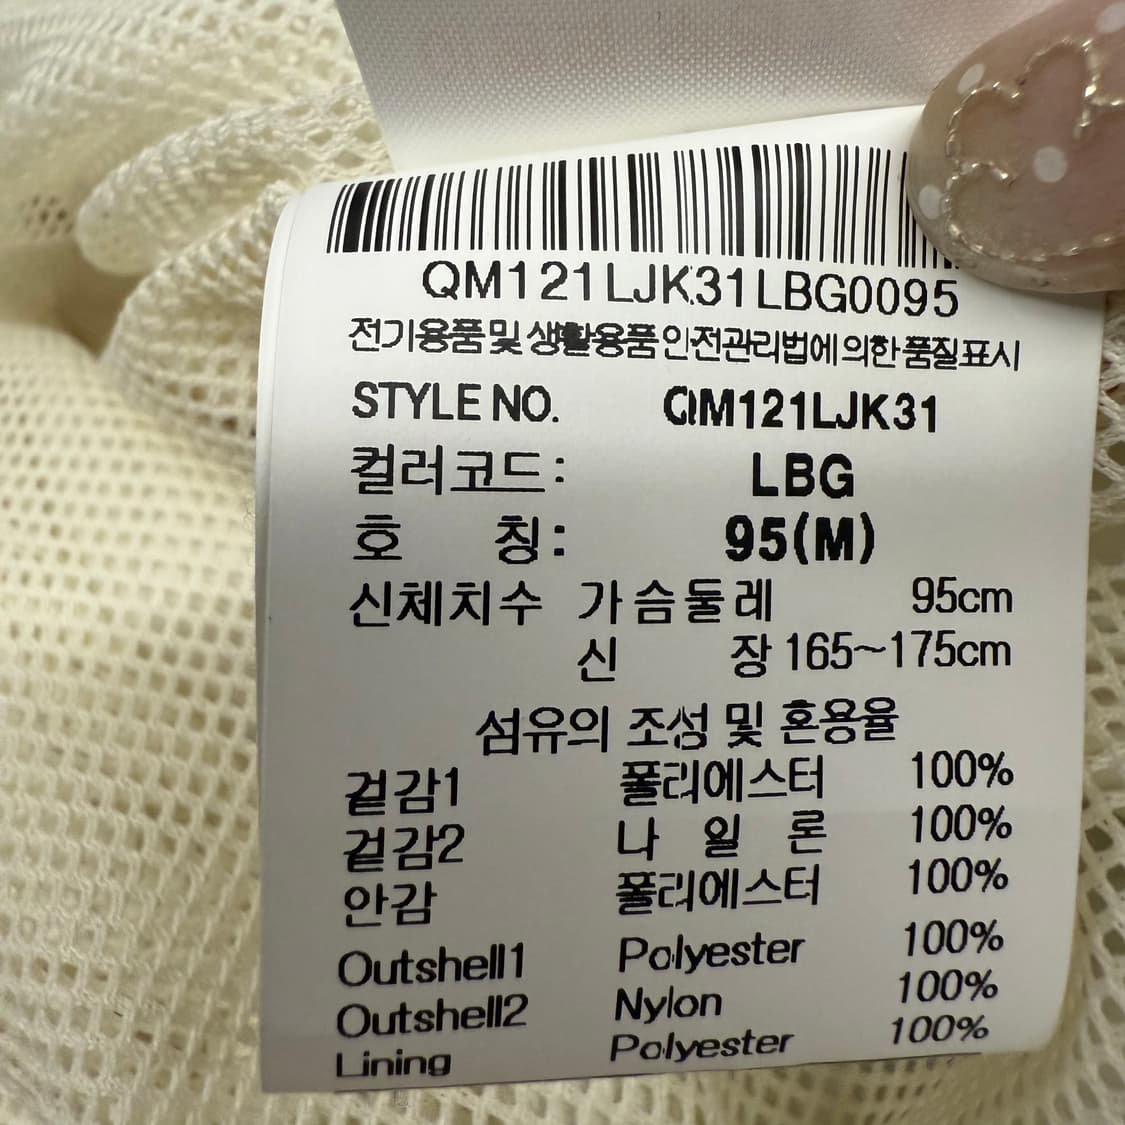 QM121LJK31LBG0095
전기용품 및 생활용품 안전관리법에 의한 품질표시
STYLE NO. QM121LJK31
컬러코드: LBG
호 칭: 95(M)
신체치수 가슴둘레 95cm
신 장 165~175cm
섬유의 조성 및 혼용율
겉감1 폴리에스터 100%
겉감2 나 일 론 100%
안감 폴리에스터 100%
Outshell1 Polyester 100%
Outshell2 Nylon 100%
Lining Polyester 100%